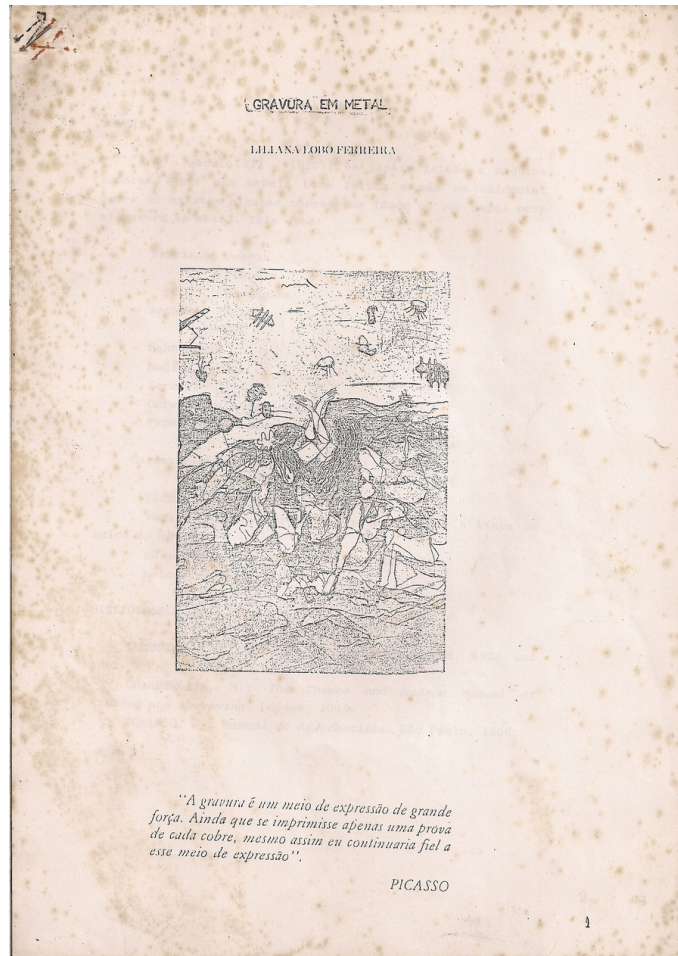 GRAVURA EM METAL
LILIANA LOBO FERREIRA
"A gravura é um meio de expressão de grande
força. Ainda que se imprimisse apenas uma prova
de cada cobre, mesmo assim eu continuaria fiel a
esse meio de expressão".
PICASSO
1